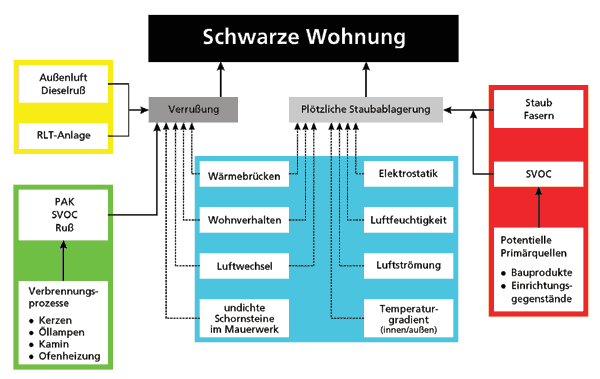 Schwarze Wohnung
Außenluft
Dieselruß
RLT-Anlage
Verrußung
Plötzliche Staubablagerung
Staub
Fasern
SVOC
Potentielle
Primärquellen
● Bauprodukte
● Einrichtungs-
gegenstände
PAK
SVOC
Ruß
Verbrennungs-
prozesse
● Kerzen
● Öllampen
● Kamin
● Ofenheizung
Wärmebrücken
Wohnverhalten
Luftwechsel
undichte
Schornsteine
im Mauerwerk
Elektrostatik
Luftfeuchtigkeit
Luftströmung
Temperatur-
gradient
(innen/außen)